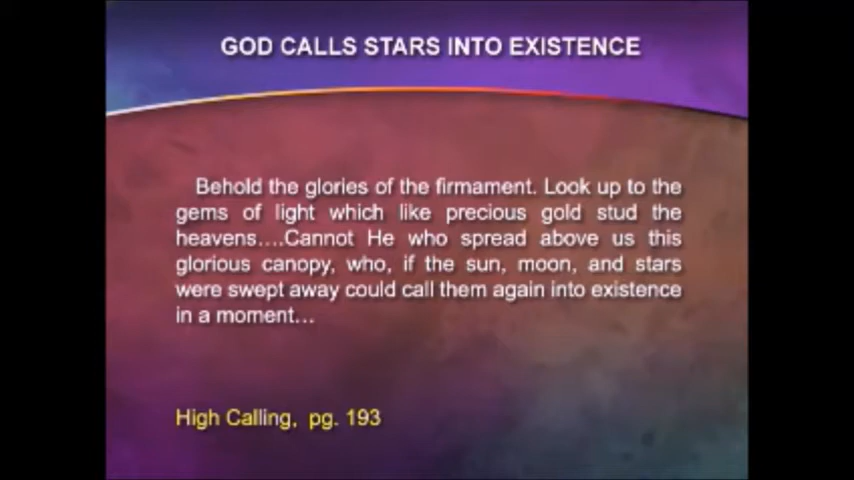 GOD CALLS STARS INTO EXISTENCE
Behold the glories of the firmament. Look up to the
gems of light which like precious gold stud the
heavens....Cannot He who spread above us this
glorious canopy, who, if the sun, moon, and stars
were swept away could call them again into existence
in a moment...
High Calling, pg. 193